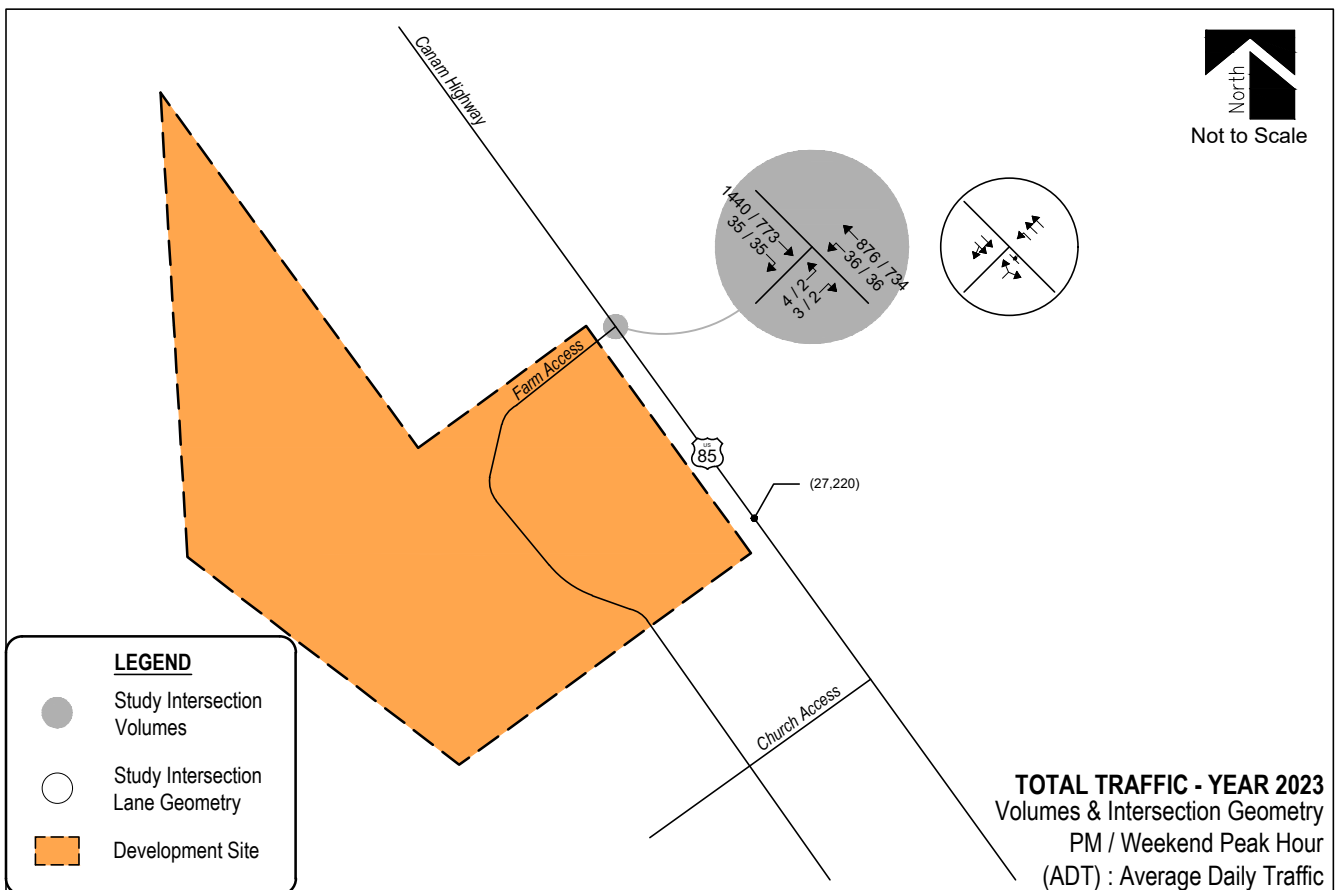 Canam Highway
North
Not to Scale
1440 / 773
35 / 35
876 / 734
36 / 36
4 / 2
3 / 2
Farm Access
US
85
(27,220)
Church Access
LEGEND
Study Intersection
Volumes
Study Intersection
Lane Geometry
Development Site
TOTAL TRAFFIC - YEAR 2023
Volumes & Intersection Geometry
PM / Weekend Peak Hour
(ADT) : Average Daily Traffic